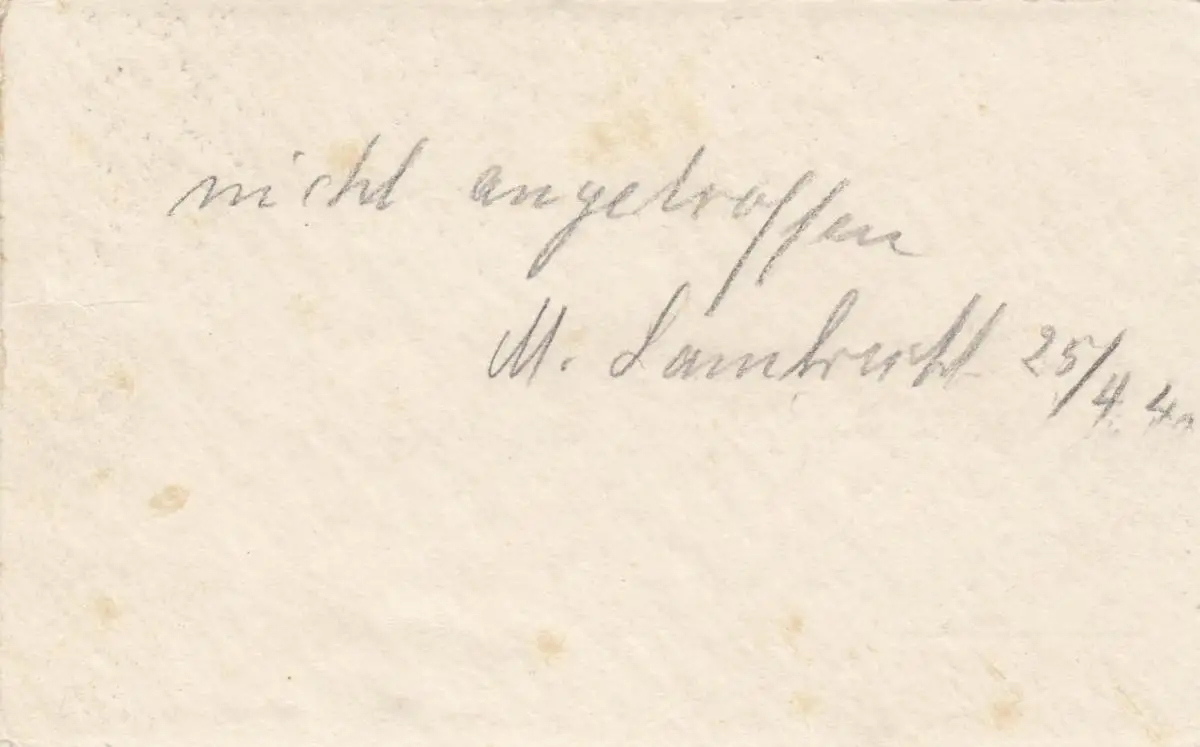 nicht angetroffen
M. Lambrecht 25/4. 40